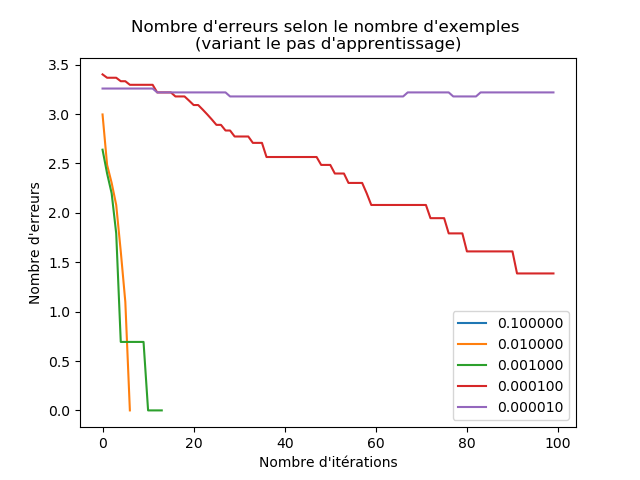 Nombre d'erreurs selon le nombre d'exemples
(variant le pas d'apprentissage)
Nombre d'erreurs
3.5
3.0
2.5
2.0
1.5
1.0
0.5
0.0
0.100000
0.010000
0.001000
0.000100
0.000010
0 20 40 60 80 100
Nombre d'itérations